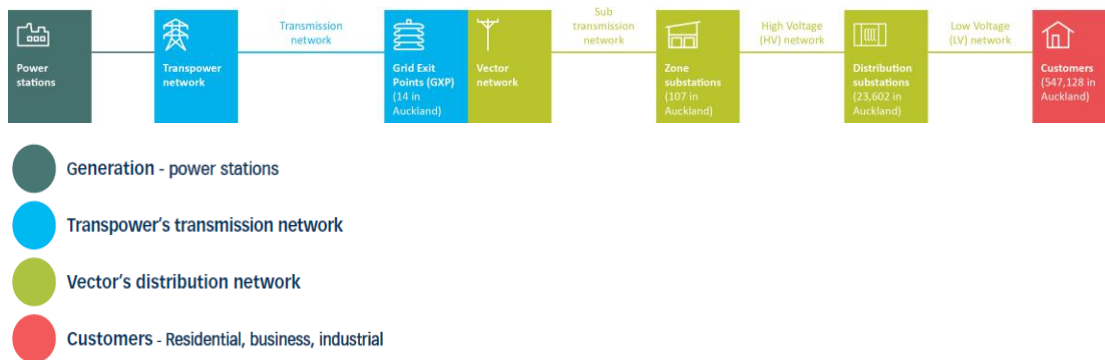 Transmission
network
Sub
transmission
network
High Voltage
(HV) network
Low Voltage
(LV) network
Power
stations
Transpower
network
Grid Exit
Points (GXP)
(14 in
Auckland)
Vector
network
Zone
substations
(107 in
Auckland)
Distribution
substations
(23,602 in
Auckland)
Customers
(547,128 in
Auckland)
Generation - power stations
Transpower's transmission network
Vector's distribution network
Customers - Residential, business, industrial